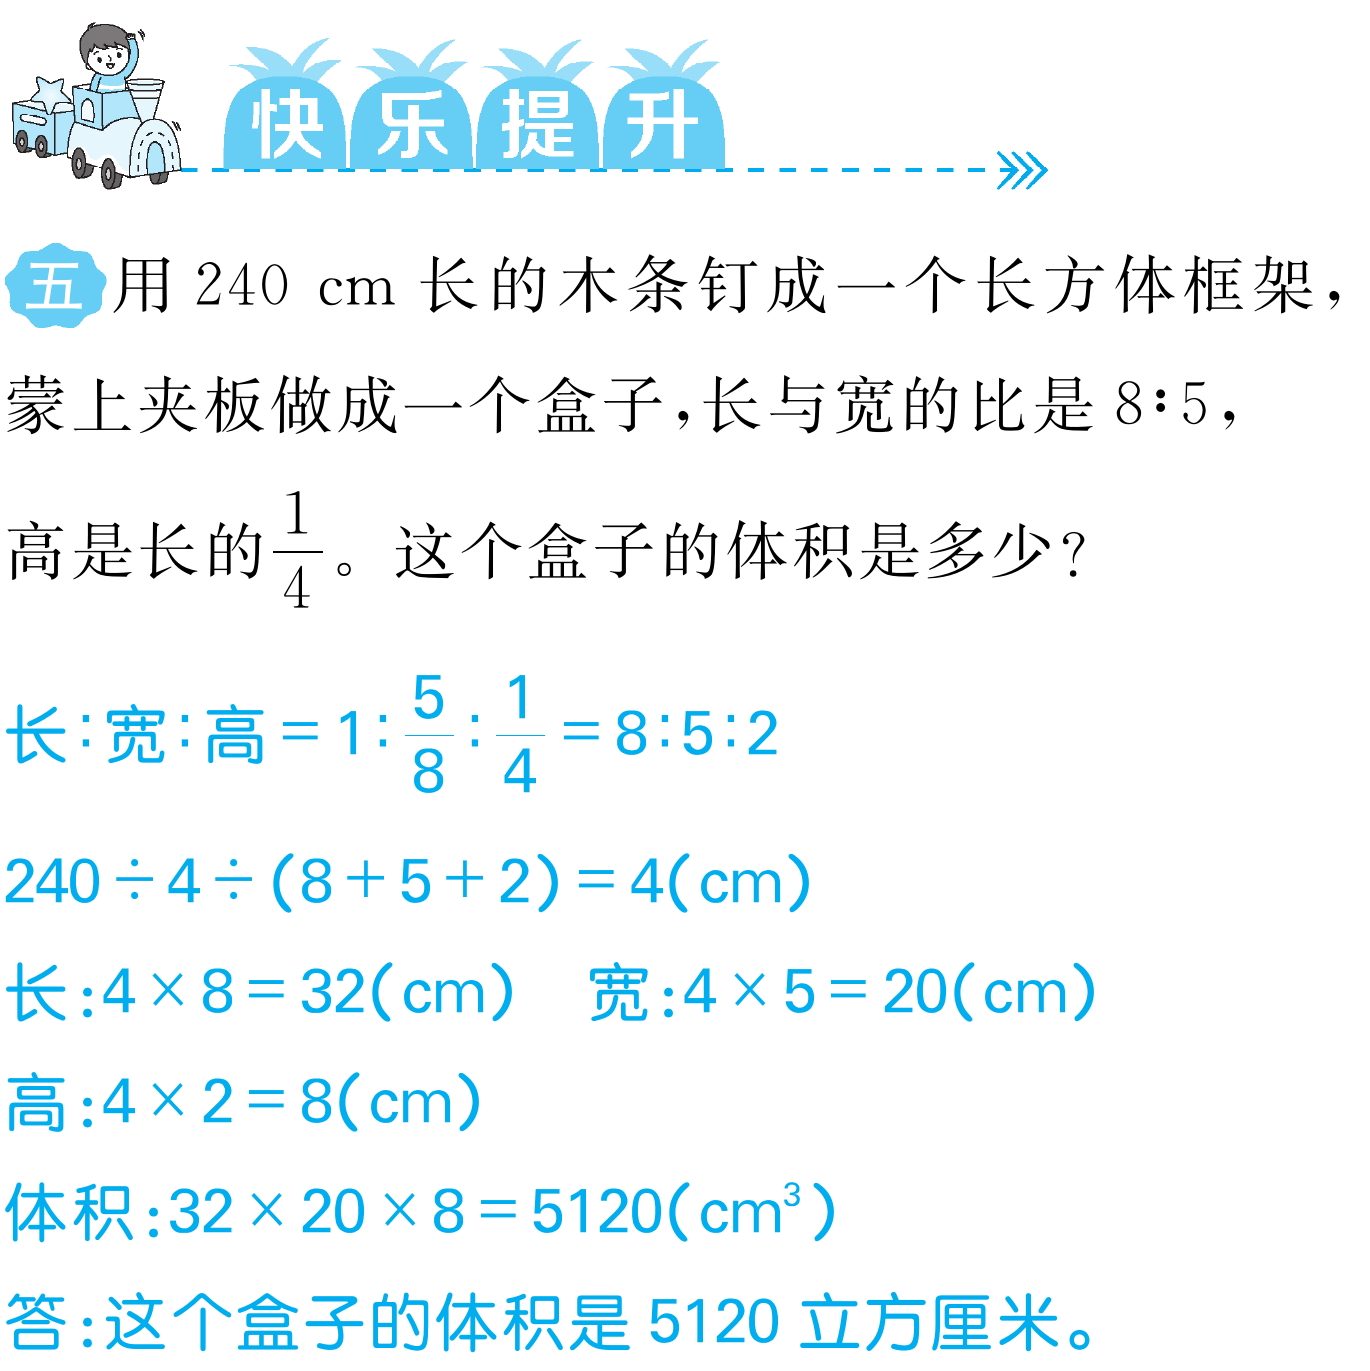 快乐提升
五 用 240 cm 长的木条钉成一个长方体框架，
蒙上夹板做成一个盒子，长与宽的比是 8∶5，
高是长的1/4。这个盒子的体积是多少？
长∶宽∶高＝1∶5/8∶1/4＝8∶5∶2
240÷4÷(8＋5＋2)＝4(cm)
长:4×8＝32(cm) 宽:4×5＝20(cm)
高:4×2＝8(cm)
体积:32×20×8＝5120(cm³)
答:这个盒子的体积是 5120 立方厘米。